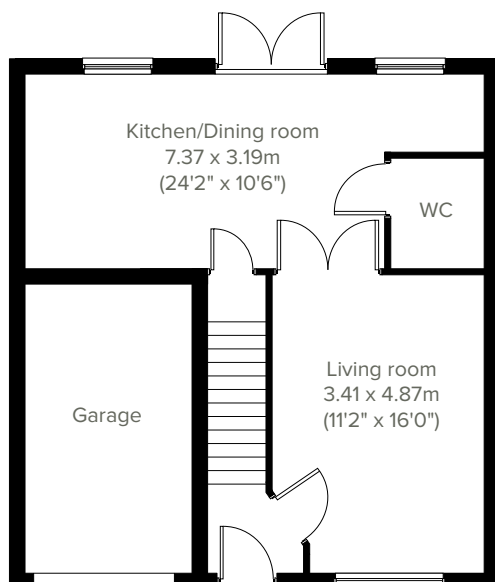 Kitchen/Dining room
7.37 x 3.19m
(24'2" x 10'6")
WC
Living room
3.41 x 4.87m
(11'2" x 16'0")
Garage